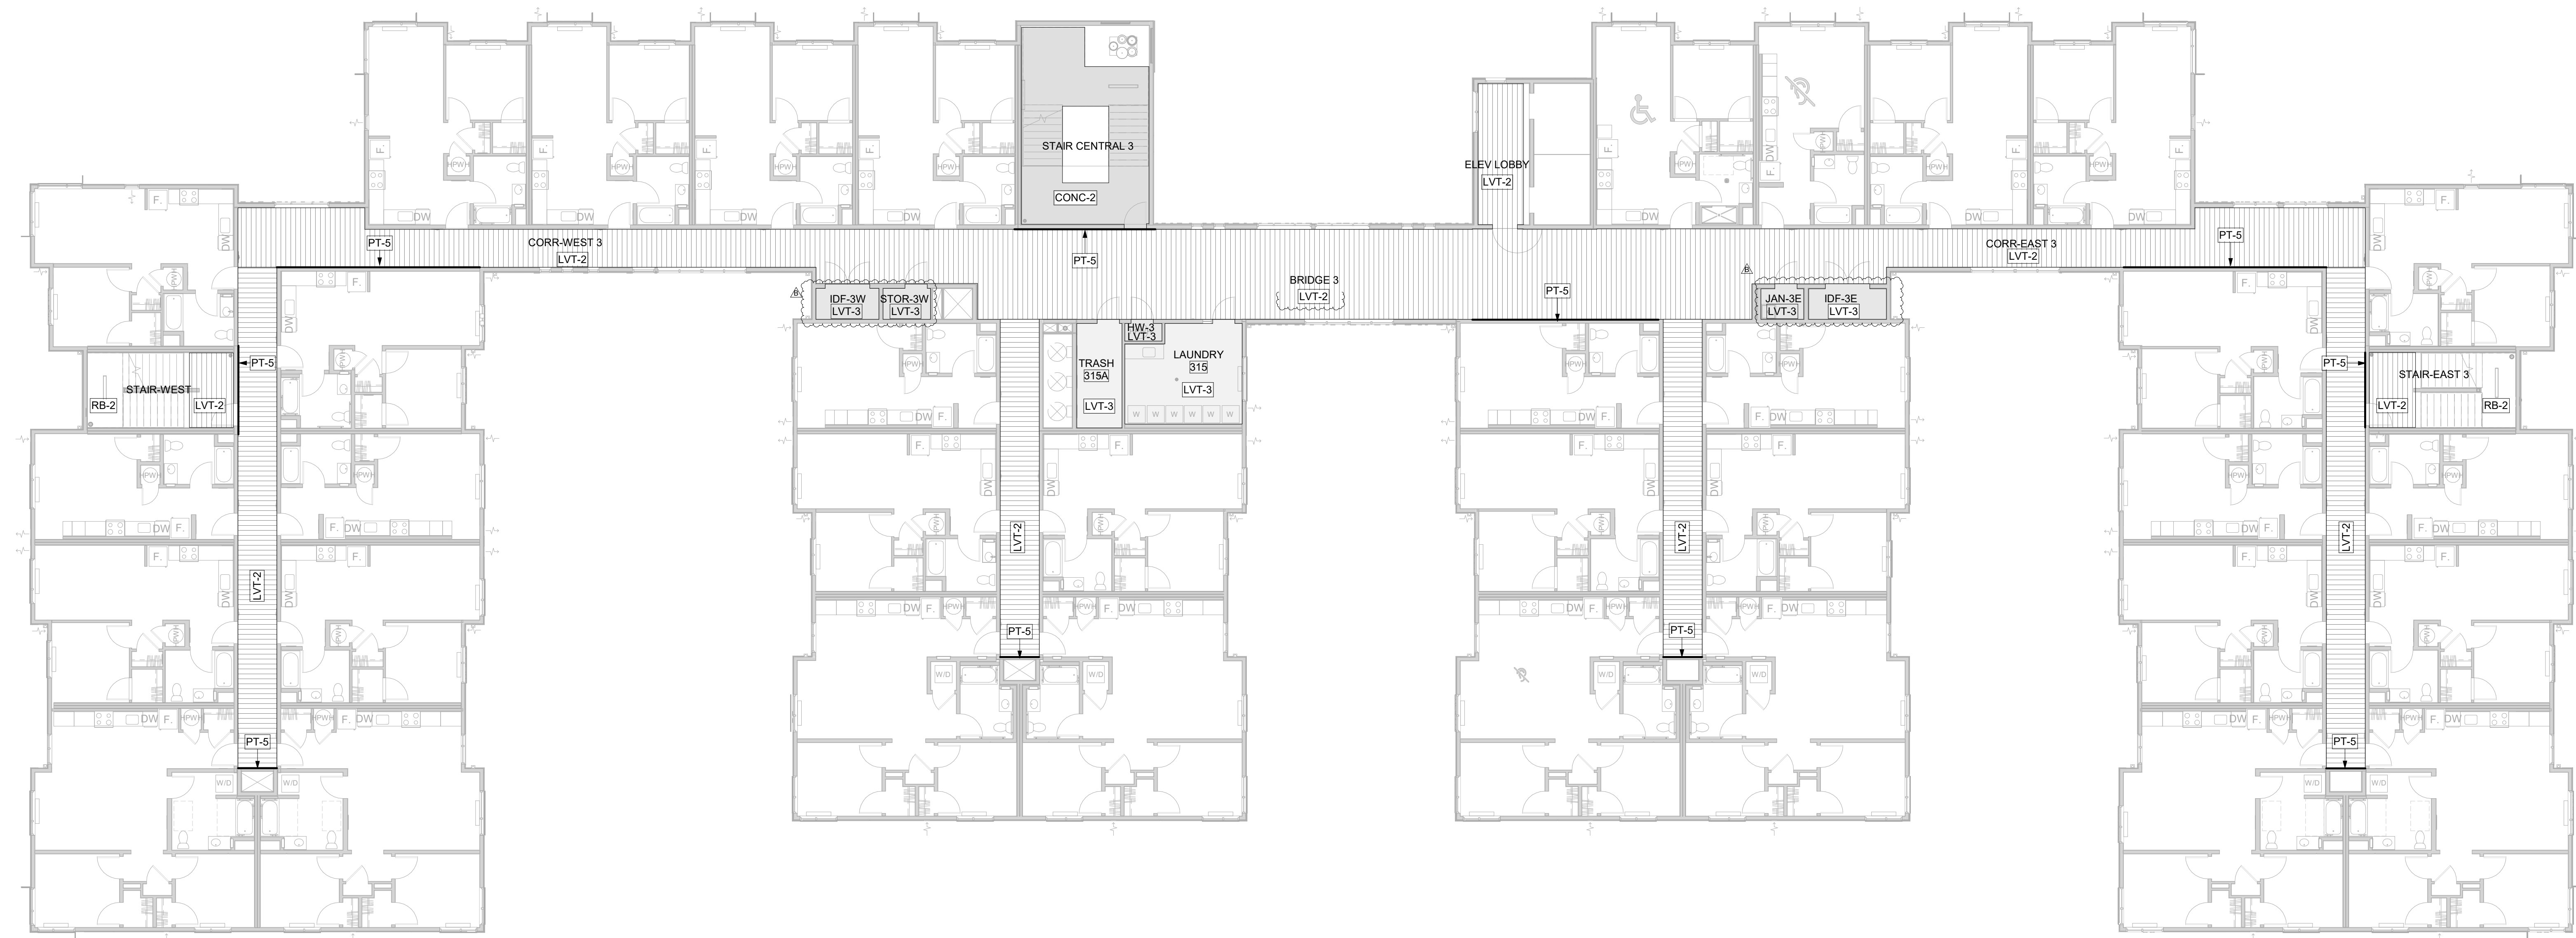 STAIR CENTRAL 3
CONC-2
ELEV LOBBY
LVT-2
PT-5
CORR-WEST 3
LVT-2
PT-5
BRIDGE 3
LVT-2
CORR-EAST 3
LVT-2
PT-5
B
IDF-3W
LVT-3
STOR-3W
LVT-3
PT-5
B
JAN-3E
LVT-3
IDF-3E
LVT-3
HW-3
LVT-3
TRASH
315A
LVT-3
LAUNDRY
315
LVT-3
W W W W W W
PT-5
STAIR-WEST
RB-2
LVT-2
PT-5
STAIR-EAST 3
LVT-2
RB-2
LVT-2
LVT-2
LVT-2
LVT-2
PT-5
PT-5
PT-5
PT-5
F.
DW
HPWH
W/D
W/D
W/D
W/D
W/D
W/D
W/D
W/D